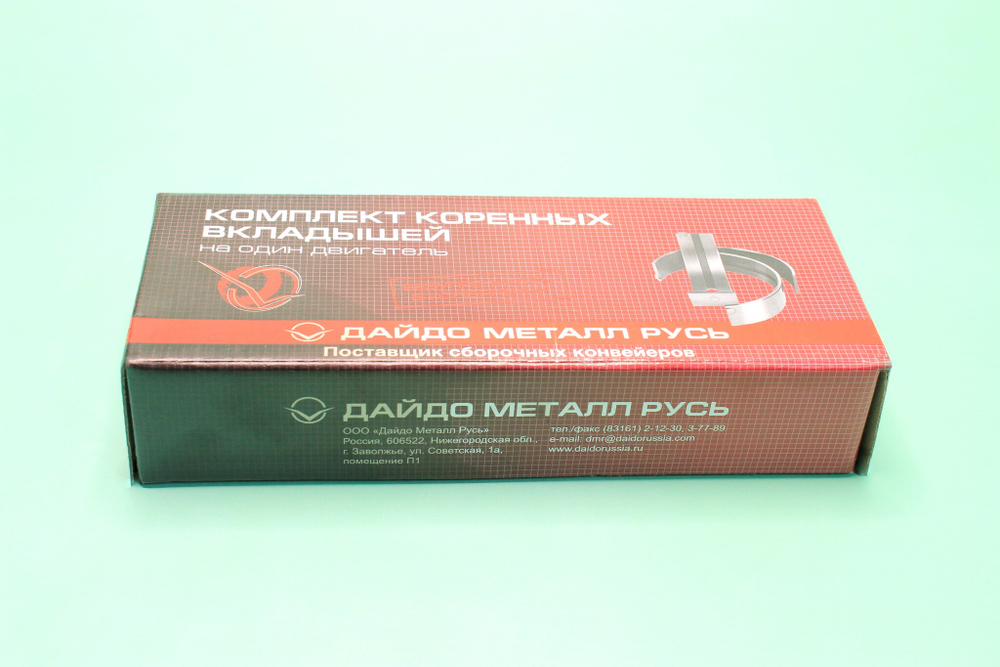 КОМПЛЕКТ КОРЕННЫХ
ВКЛАДЫШЕЙ
на один двигатель
ДАЙДО МЕТАЛЛ РУСЬ
Поставщик сборочных конвейеров
ДАЙДО МЕТАЛЛ РУСЬ
ООО «Дайдо Металл Русь»
Россия, 606522, Нижегородская обл.,
г. Заволжье, ул. Советская, 1а,
помещение П1
тел./факс (83161) 2-12-30, 3-77-89
e-mail: dmr@daidorussia.com
www.daidorussia.ru